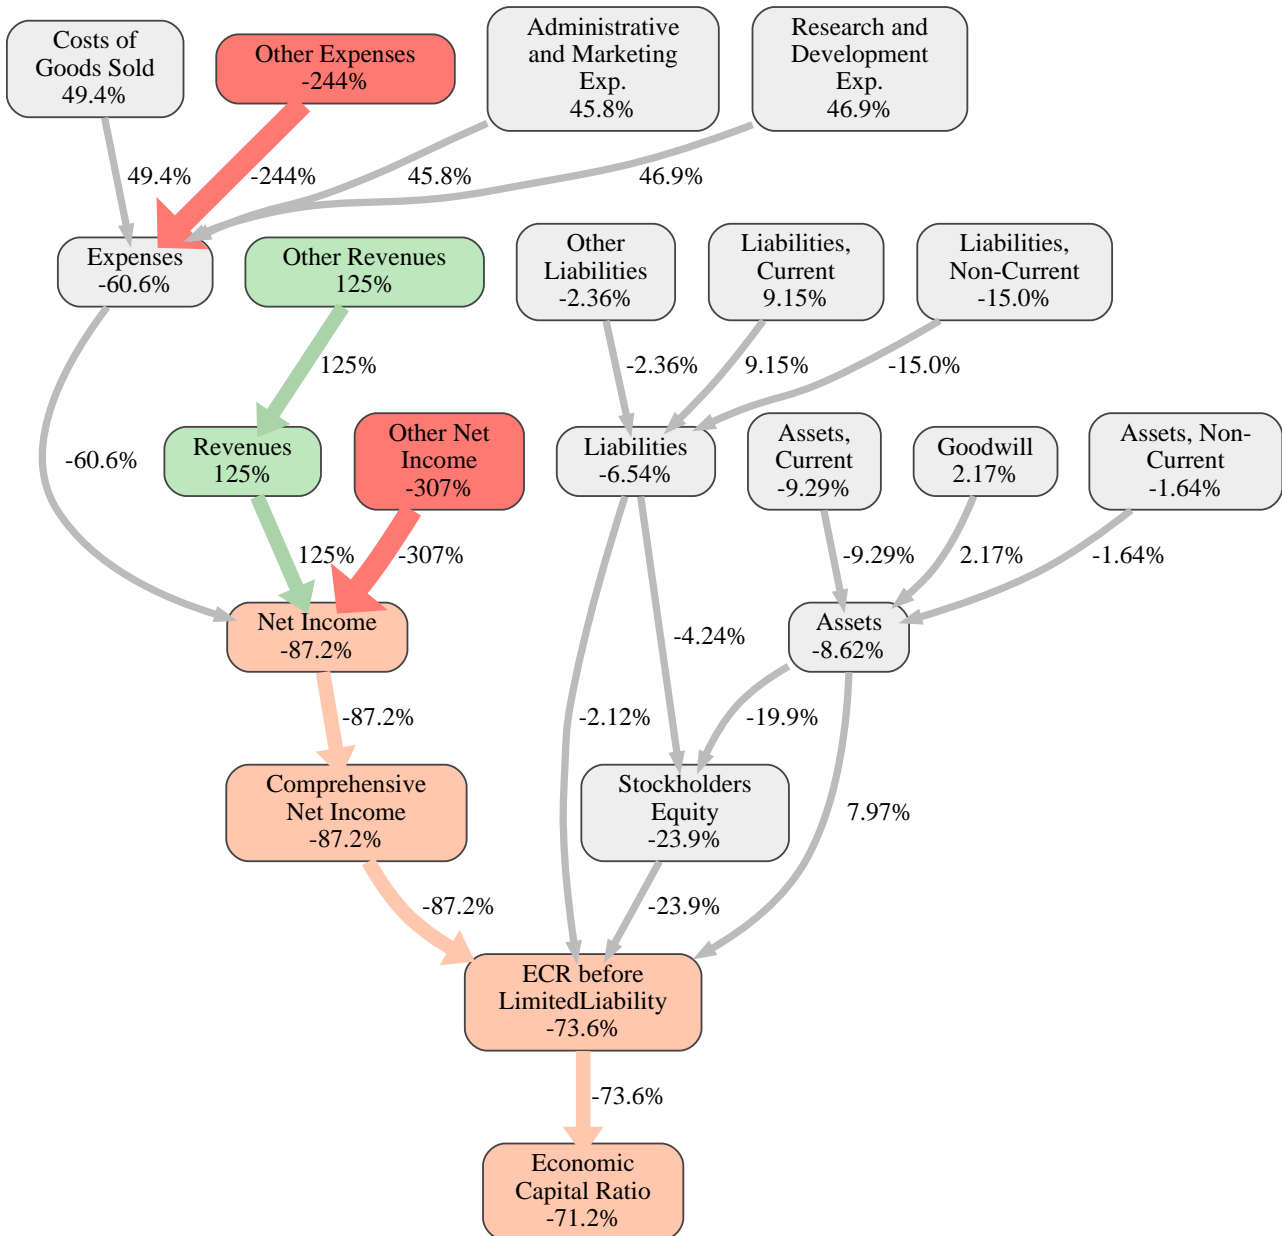 Costs of
Goods Sold
49.4%
Other Expenses
-244%
Administrative
and Marketing
Exp.
45.8%
Research and
Development
Exp.
46.9%
49.4%
-244%
45.8%
46.9%
Expenses
-60.6%
Other Revenues
125%
Other
Liabilities
-2.36%
Liabilities,
Current
9.15%
Liabilities,
Non-Current
-15.0%
125%
-2.36%
9.15%
-15.0%
-60.6%
Revenues
125%
Other Net
Income
-307%
Liabilities
-6.54%
Assets,
Current
-9.29%
Goodwill
2.17%
Assets, Non-
Current
-1.64%
125%
-307%
-9.29%
2.17%
-1.64%
Net Income
-87.2%
-4.24%
Assets
-8.62%
-87.2%
-2.12%
-19.9%
Comprehensive
Net Income
-87.2%
Stockholders
Equity
-23.9%
7.97%
-87.2%
-23.9%
ECR before
LimitedLiability
-73.6%
-73.6%
Economic
Capital Ratio
-71.2%